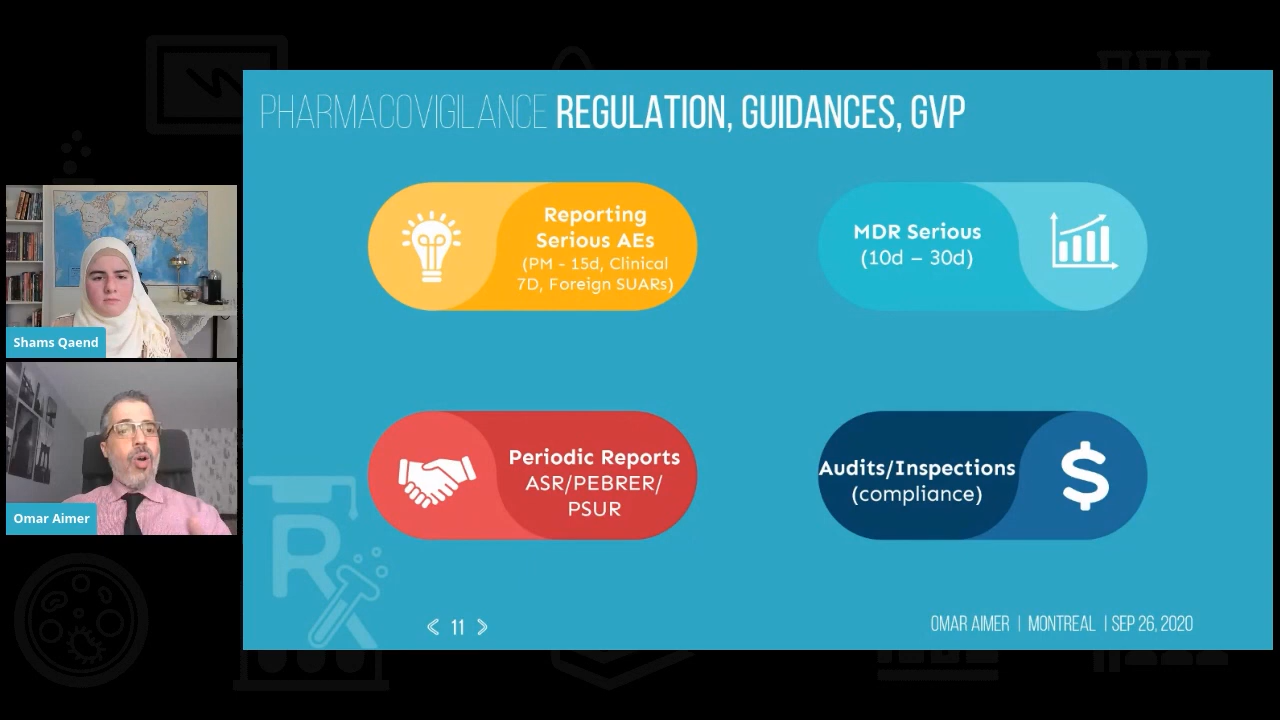 PHARMACOVIGILANCE REGULATION, GUIDANCES, GVP
Reporting
Serious AEs
(PM - 15d, Clinical
7D, Foreign SUARs)
MDR Serious
(10d – 30d)
Shams Qaend
Omar Aimer
Periodic Reports
ASR/PEBRER/
PSUR
Audits/Inspections
(compliance)
Rx
< 11 >
OMAR AIMER | MONTREAL | SEP 26, 2020